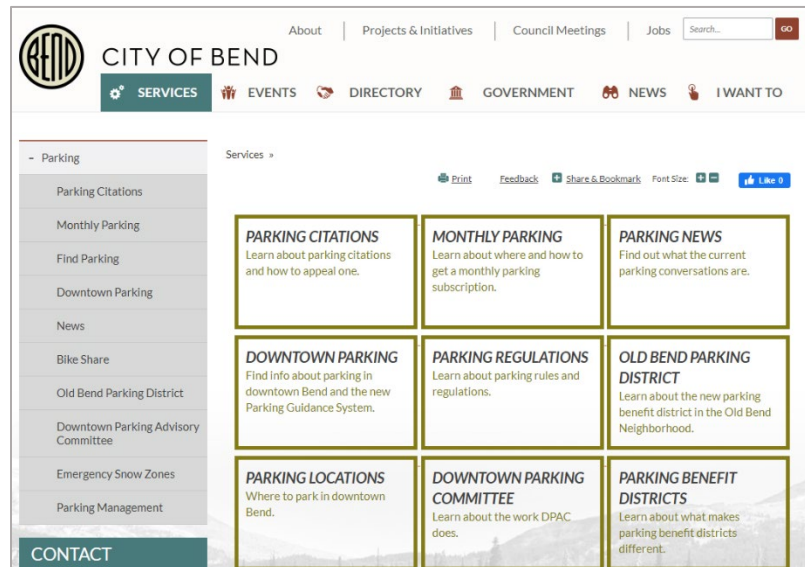 About | Projects & Initiatives | Council Meetings | Jobs Search... GO
BEND
CITY OF BEND
SERVICES EVENTS DIRECTORY GOVERNMENT NEWS I WANT TO
- Parking
Parking Citations
Monthly Parking
Find Parking
Downtown Parking
News
Bike Share
Old Bend Parking District
Downtown Parking Advisory
Committee
Emergency Snow Zones
Parking Management
CONTACT
Services »
Print Feedback Share & Bookmark Font Size: + - Like 0
PARKING CITATIONS
Learn about parking citations
and how to appeal one.
MONTHLY PARKING
Learn about where and how to
get a monthly parking
subscription.
PARKING NEWS
Find out what the current
parking conversations are.
DOWNTOWN PARKING
Find info about parking in
downtown Bend and the new
Parking Guidance System.
PARKING REGULATIONS
Learn about parking rules and
regulations.
OLD BEND PARKING
DISTRICT
Learn about the new parking
benefit district in the Old Bend
Neighborhood.
PARKING LOCATIONS
Where to park in downtown
Bend.
DOWNTOWN PARKING
COMMITTEE
Learn about the work DPAC
does.
PARKING BENEFIT
DISTRICTS
Learn about what makes
parking benefit districts
different.